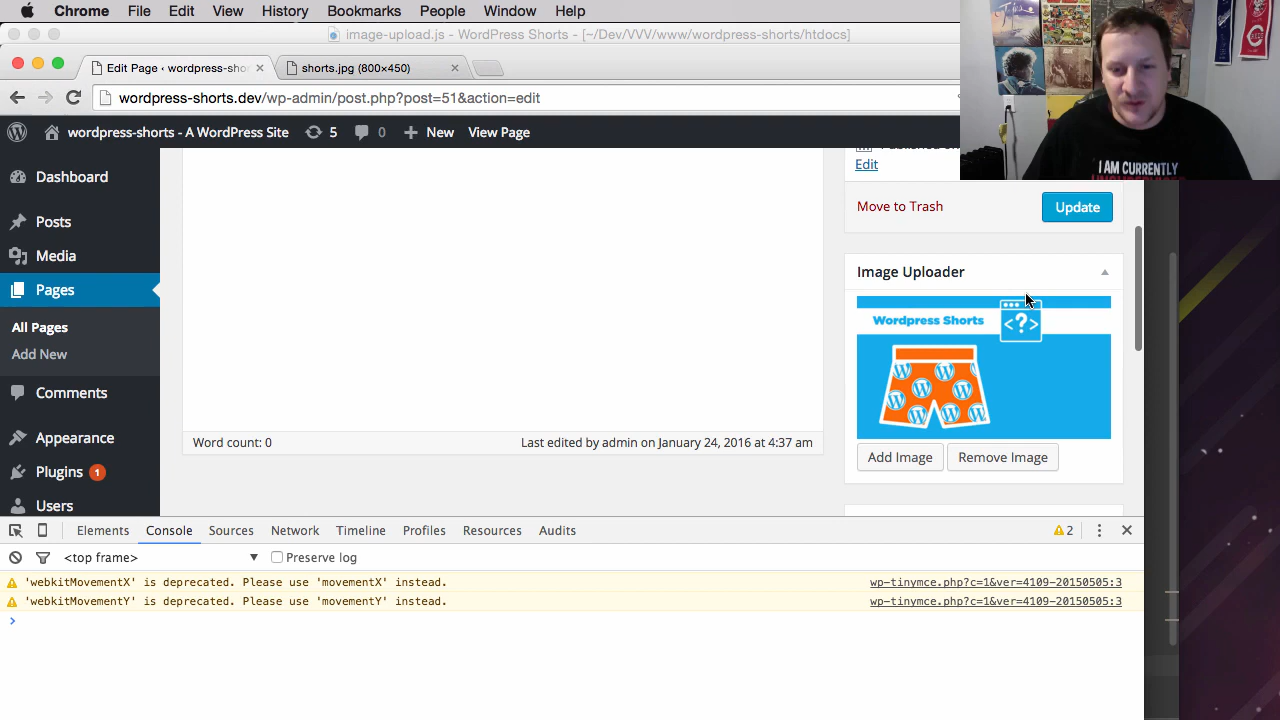 Chrome File Edit View History Bookmarks People Window Help
image-upload.js - WordPress Shorts - [~/Dev/VVV/www/wordpress-shorts/htdocs]
Edit Page ‹ wordpress-sho
shorts.jpg (600×450)
wordpress-shorts.dev/wp-admin/post.php?post=51&action=edit
wordpress-shorts - A WordPress Site 5 0 New View Page
I AM CURRENTLY
Edit
Dashboard
Move to Trash
Update
Posts
Media
Pages
All Pages
Add New
Comments
Appearance
Plugins 1
Users
Image Uploader
Wordpress Shorts
<?>
Add Image
Remove Image
Word count: 0
Last edited by admin on January 24, 2016 at 4:37 am
Elements Console Sources Network Timeline Profiles Resources Audits 2
<top frame> Preserve log
'webkitMovementX' is deprecated. Please use 'movementX' instead. wp-tinymce.php?c=1&ver=4109-20150505:3
'webkitMovementY' is deprecated. Please use 'movementY' instead. wp-tinymce.php?c=1&ver=4109-20150505:3